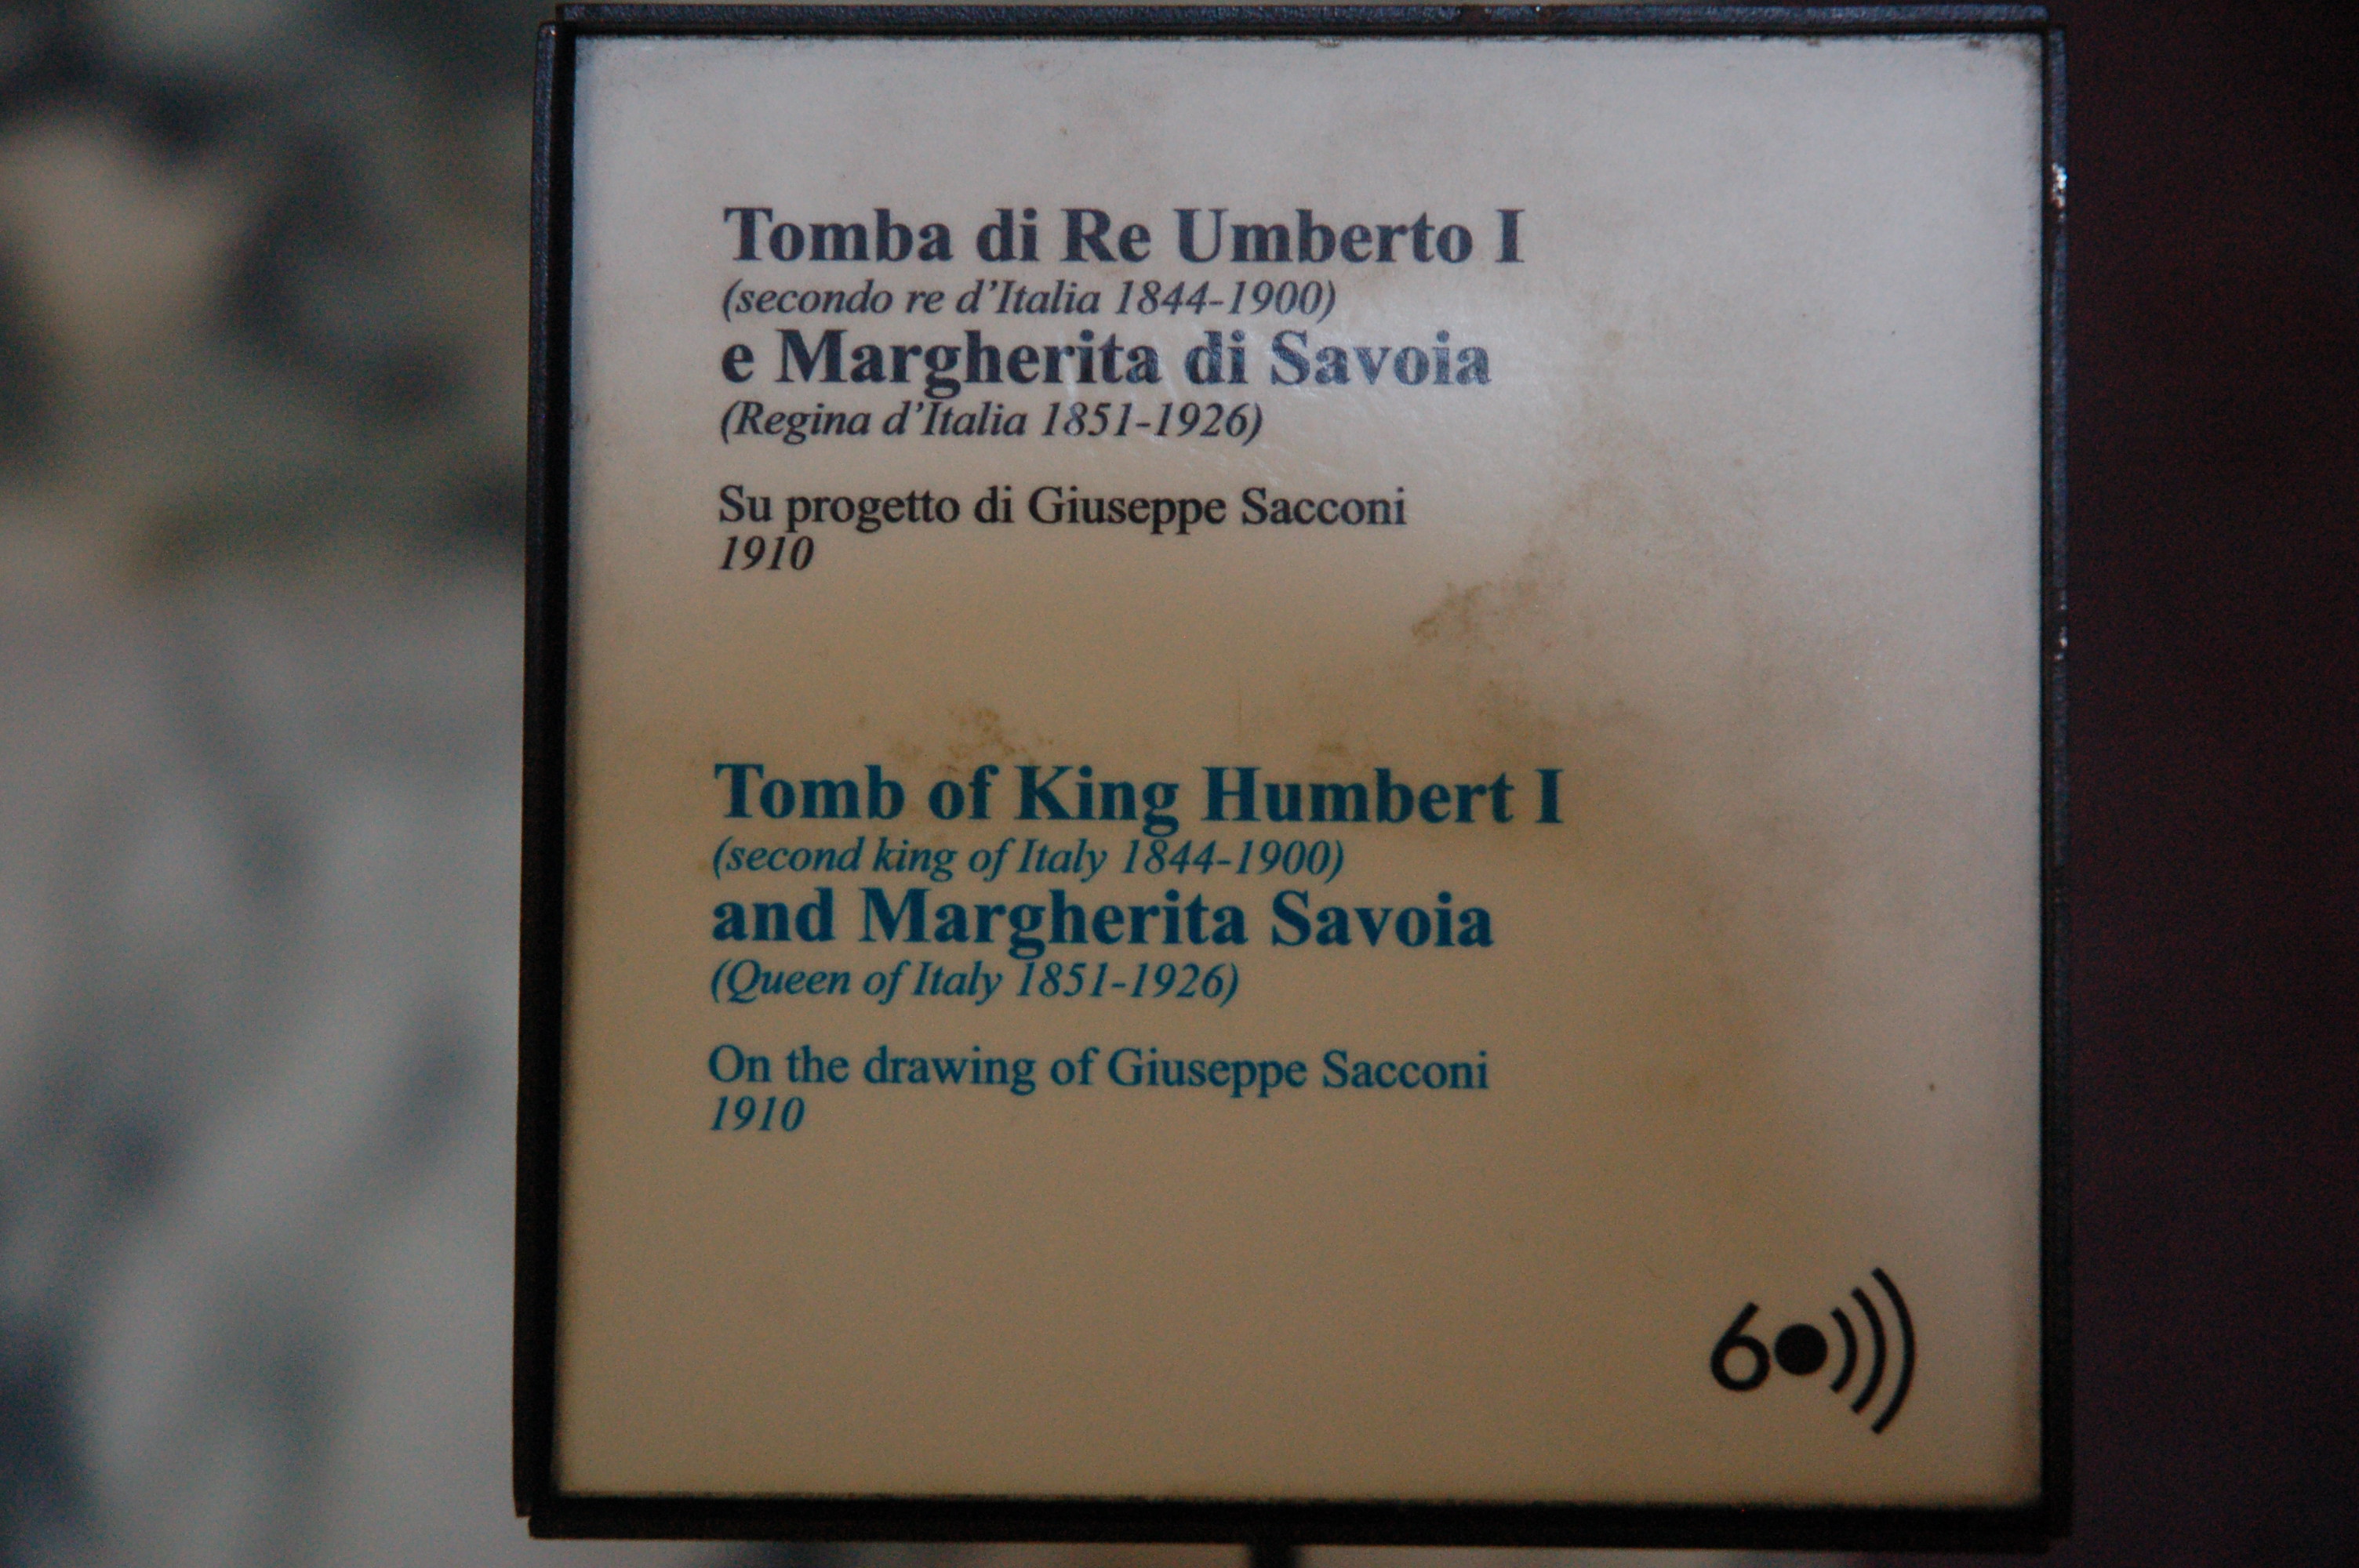 Tomba di Re Umberto I
(secondo re d'Italia 1844-1900)
e Margherita di Savoia
(Regina d'Italia 1851-1926)
Su progetto di Giuseppe Sacconi
1910
Tomb of King Humbert I
(second king of Italy 1844-1900)
and Margherita Savoia
(Queen of Italy 1851-1926)
On the drawing of Giuseppe Sacconi
1910
6